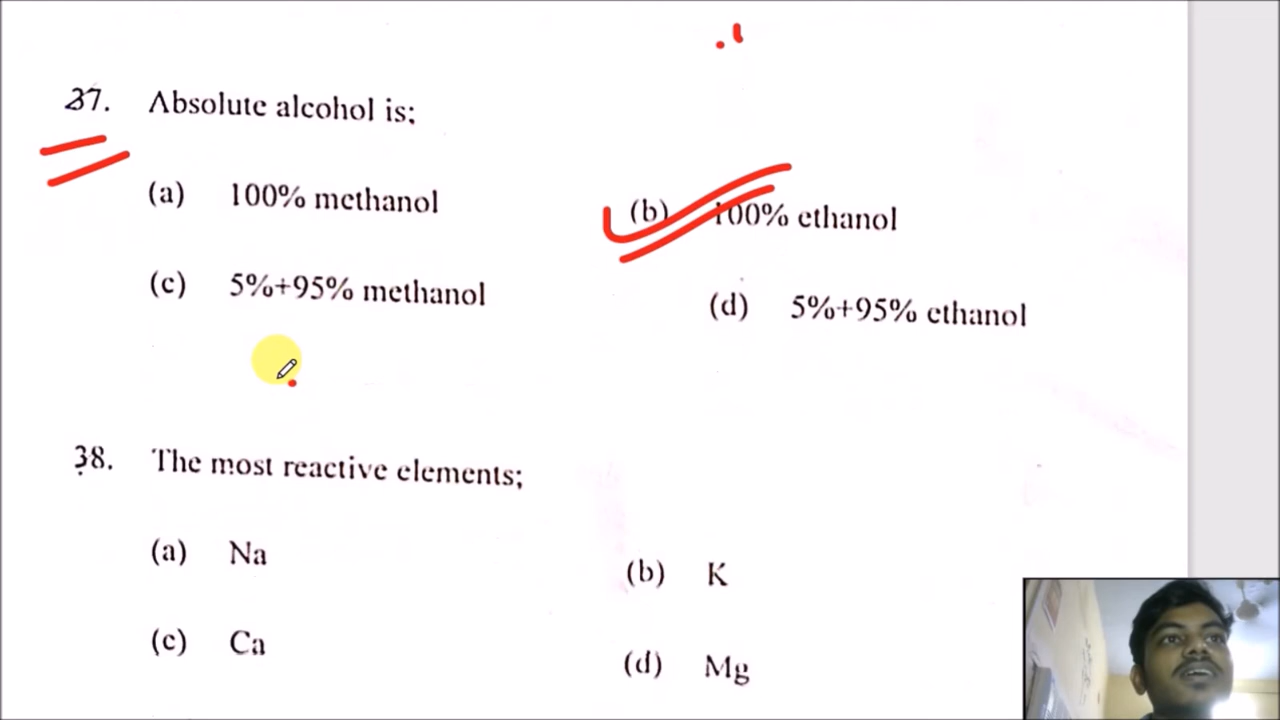 37. Absolute alcohol is;
(a) 100% methanol (b) 100% ethanol
(c) 5%+95% methanol (d) 5%+95% ethanol
38. The most reactive elements;
(a) Na (b) K
(c) Ca (d) Mg